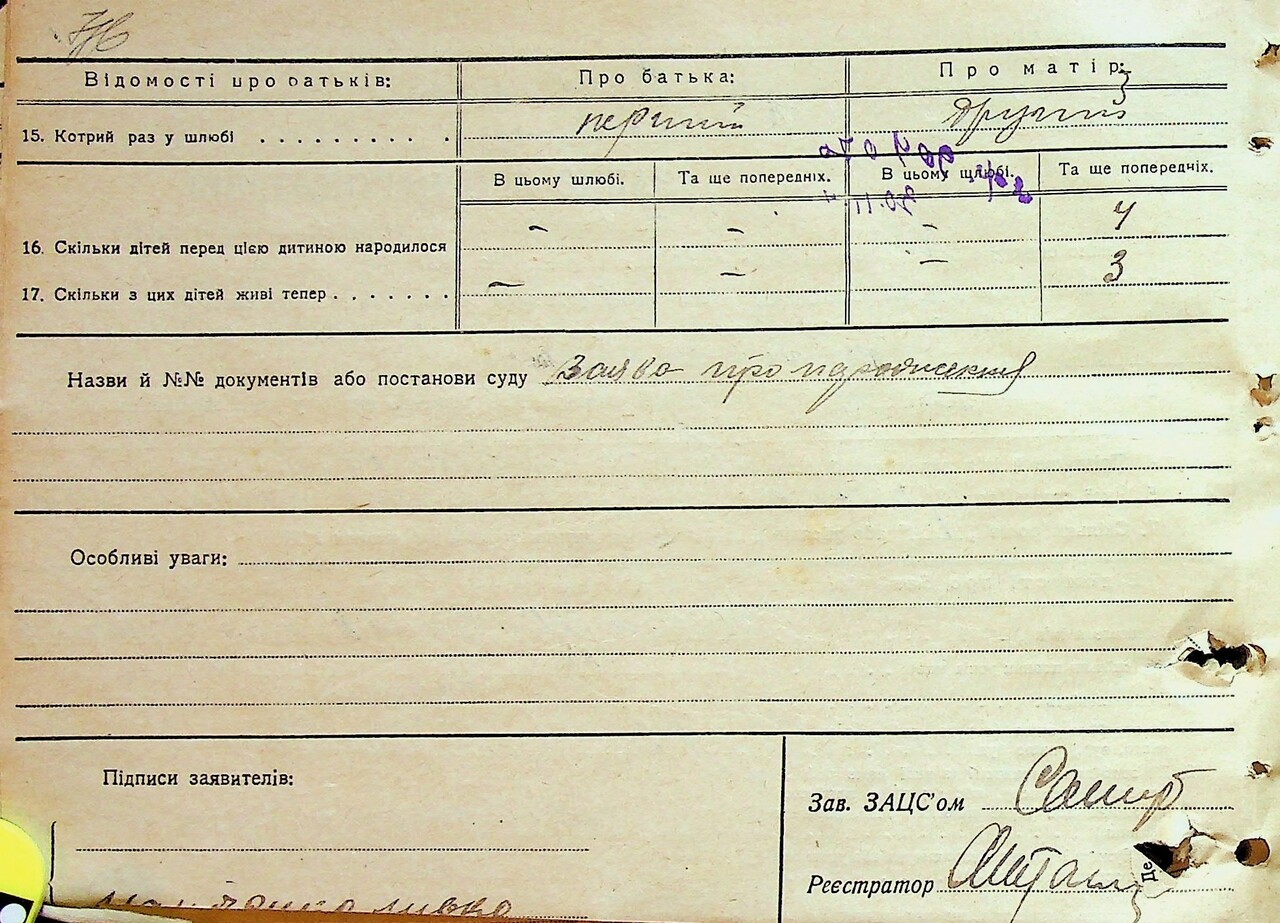 Відомості про батьків: Про батька: Про матір:
15. Котрий раз у шлюбі . . . . . . . . . . перший другий
В цьому шлюбі. Та ще попередніх. В цьому шлюбі. Та ще попередніх.
16. Скільки дітей перед цією дитиною народилося - - - 4
17. Скільки з цих дітей живі тепер . . . . . . . - - - 3
Назви й №№ документів або постанови суду Заява про народження
Особливі уваги:
Підписи заявителів:
Зав. ЗАЦС'ом
Реєстратор